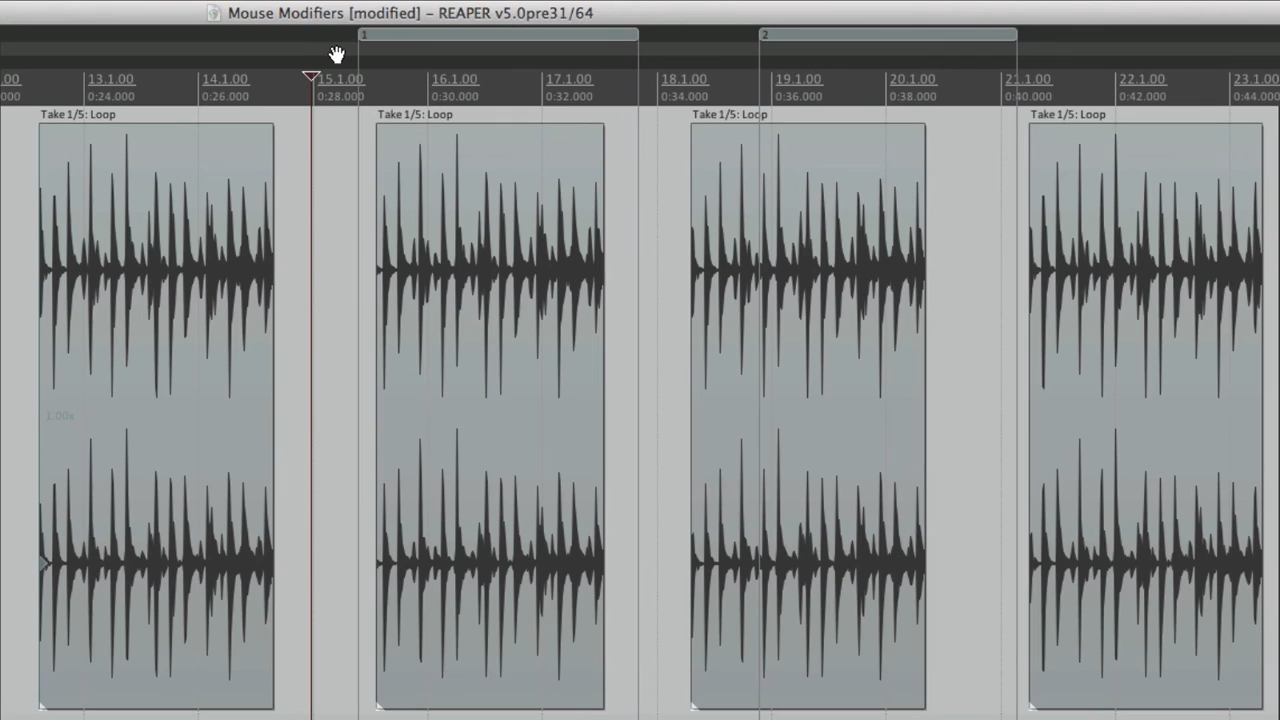 Mouse Modifiers [modified] – REAPER v5.0pre31/64
1 2
.00 13.1.00 14.1.00 15.1.00 16.1.00 17.1.00 18.1.00 19.1.00 20.1.00 21.1.00 22.1.00 23.1.00
000 0:24.000 0:26.000 0:28.000 0:30.000 0:32.000 0:34.000 0:36.000 0:38.000 0:40.000 0:42.000 0:44.000
Take 1/5: Loop Take 1/5: Loop Take 1/5: Loop Take 1/5: Loop
1.00x